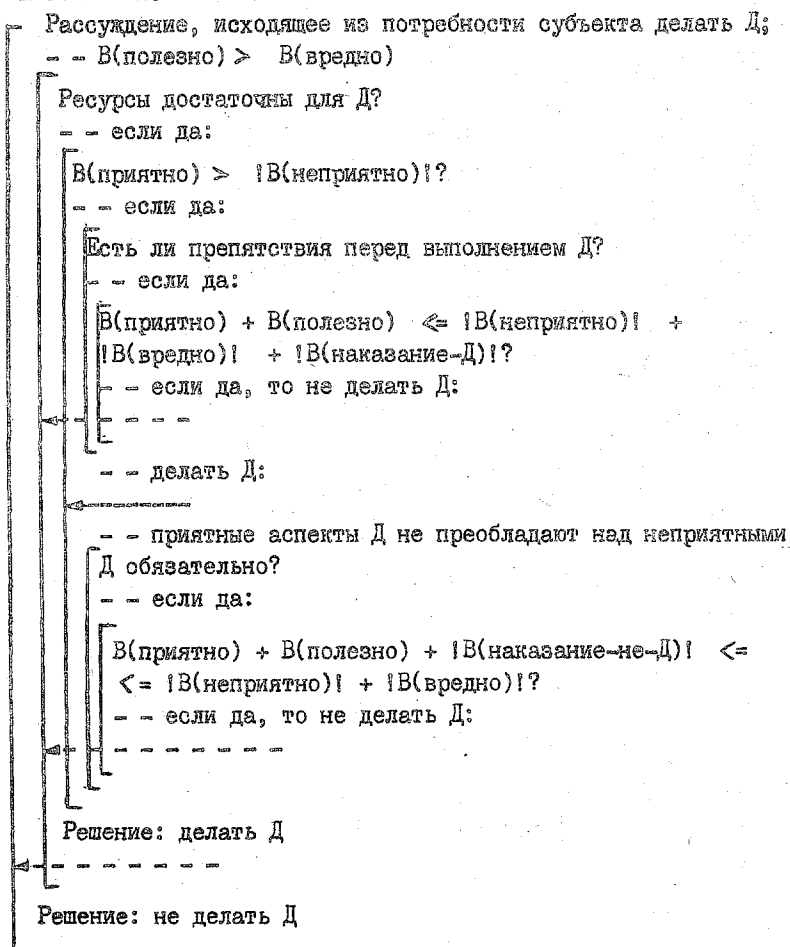 Рассуждение, исходящее из потребности субъекта делать Д;
- - В(полезно) > В(вредно)
Ресурсы достаточны для Д?
- - если да:
В(приятно) > !В(неприятно)!?
- - если да:
Есть ли препятствия перед выполнением Д?
- - если да:
В(приятно) + В(полезно) <= !В(неприятно)! +
!В(вредно)! + !В(наказание-Д)!?
- - если да, то не делать Д:
- - делать Д:
- - приятные аспекты Д не преобладают над неприятными
Д обязательно?
- - если да:
В(приятно) + В(полезно) + !В(наказание-не-Д)! <=
<= !В(неприятно)! + !В(вредно)!?
- - если да, то не делать Д:
Решение: делать Д
Решение: не делать Д